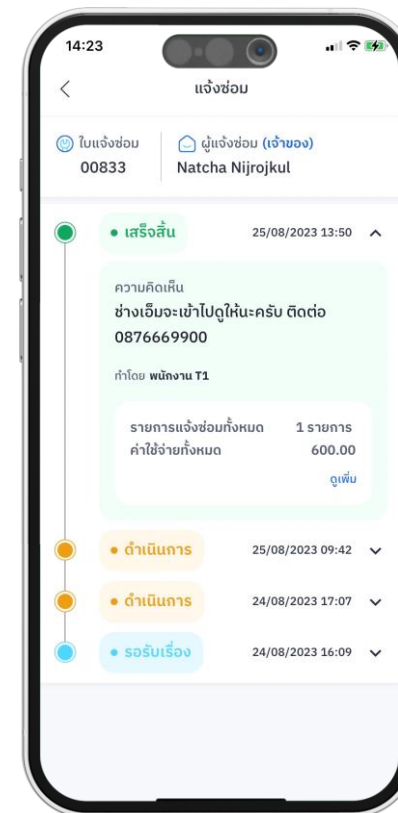 14:23
แจ้งซ่อม
ใบแจ้งซ่อม
00833
ผู้แจ้งซ่อม (เจ้าของ)
Natcha Nijrojkul
เสร็จสิ้น 25/08/2023 13:50
ความคิดเห็น
ช่างเอ็มจะเข้าไปดูให้นะครับ ติดต่อ
0876669900
ทำโดย พนักงาน T1
รายการแจ้งซ่อมทั้งหมด 1 รายการ
ค่าใช้จ่ายทั้งหมด 600.00
ดูเพิ่ม
ดำเนินการ 25/08/2023 09:42
ดำเนินการ 24/08/2023 17:07
รอรับเรื่อง 24/08/2023 16:09